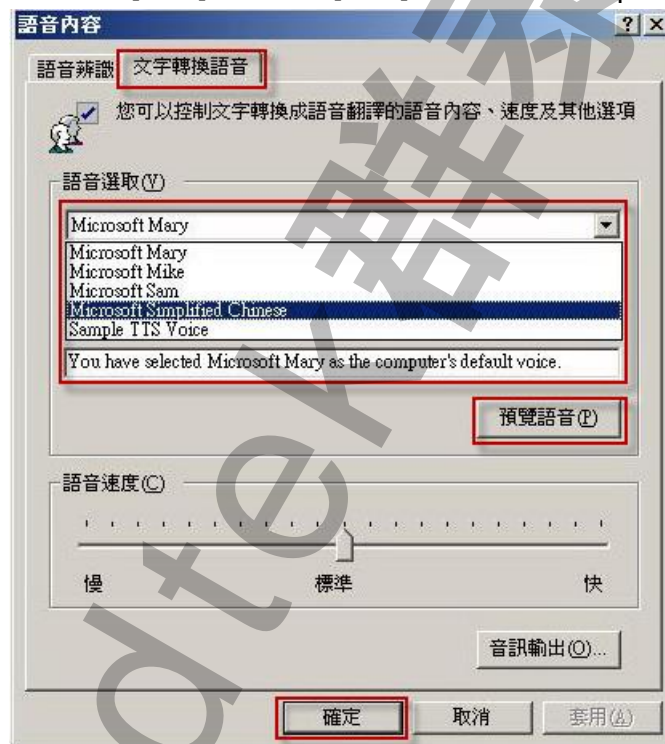 語音內容
語音辨識 文字轉換語音
您可以控制文字轉換成語音翻譯的語音內容、速度及其他選項
語音選取(V)
Microsoft Mary
Microsoft Mary
Microsoft Mike
Microsoft Sam
Microsoft Simplified Chinese
Sample TTS Voice
You have selected Microsoft Mary as the computer's default voice.
預覽語音(P)
語音速度(C)
慢 標準 快
音訊輸出(O)...
確定 取消 套用(A)